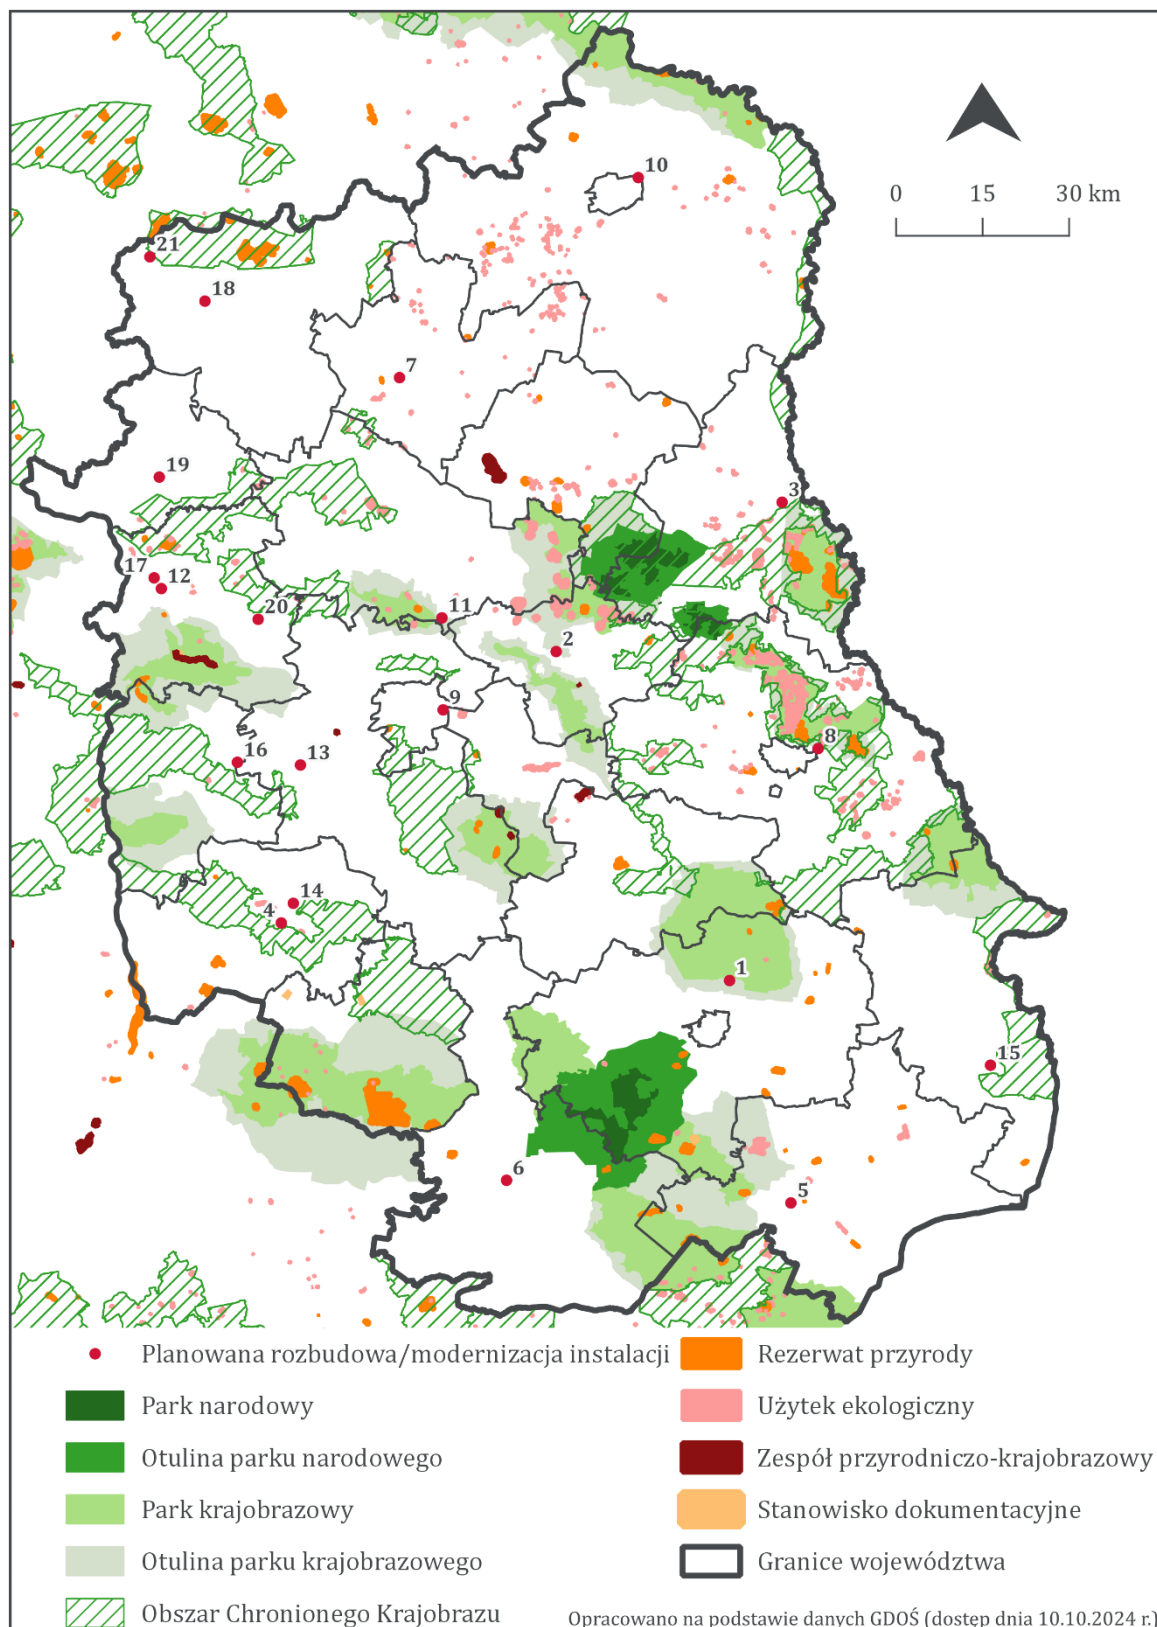 10
0 15 30 km
21
18
7
19
3
17
12
20
11
2
9
8
16
13
14
4
1
15
6
5
Planowana rozbudowa/modernizacja instalacji
Rezerwat przyrody
Park narodowy
Użytek ekologiczny
Otulina parku narodowego
Zespół przyrodniczo-krajobrazowy
Park krajobrazowy
Stanowisko dokumentacyjne
Otulina parku krajobrazowego
Granice województwa
Obszar Chronionego Krajobrazu
Opracowano na podstawie danych GDOŚ (dostęp dnia 10.10.2024 r.)